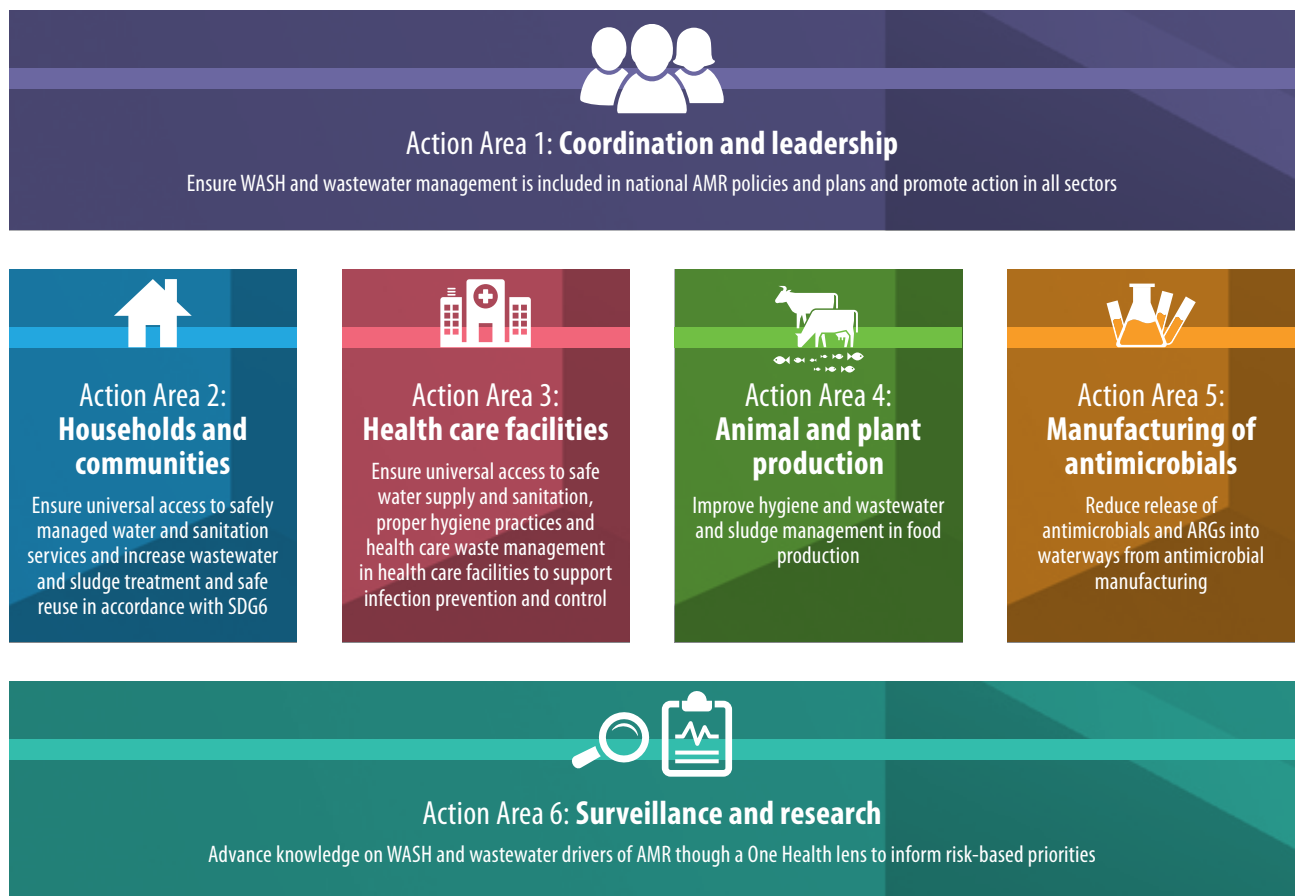 Action Area 1: Coordination and leadership
Ensure WASH and wastewater management is included in national AMR policies and plans and promote action in all sectors
Action Area 2:
Households and
communities
Ensure universal access to safely
managed water and sanitation
services and increase wastewater
and sludge treatment and safe
reuse in accordance with SDG6
Action Area 3:
Health care facilities
Ensure universal access to safe
water supply and sanitation,
proper hygiene practices and
health care waste management
in health care facilities to support
infection prevention and control
Action Area 4:
Animal and plant
production
Improve hygiene and wastewater
and sludge management in food
production
Action Area 5:
Manufacturing of
antimicrobials
Reduce release of
antimicrobials and ARGs into
waterways from antimicrobial
manufacturing
Action Area 6: Surveillance and research
Advance knowledge on WASH and wastewater drivers of AMR though a One Health lens to inform risk-based priorities